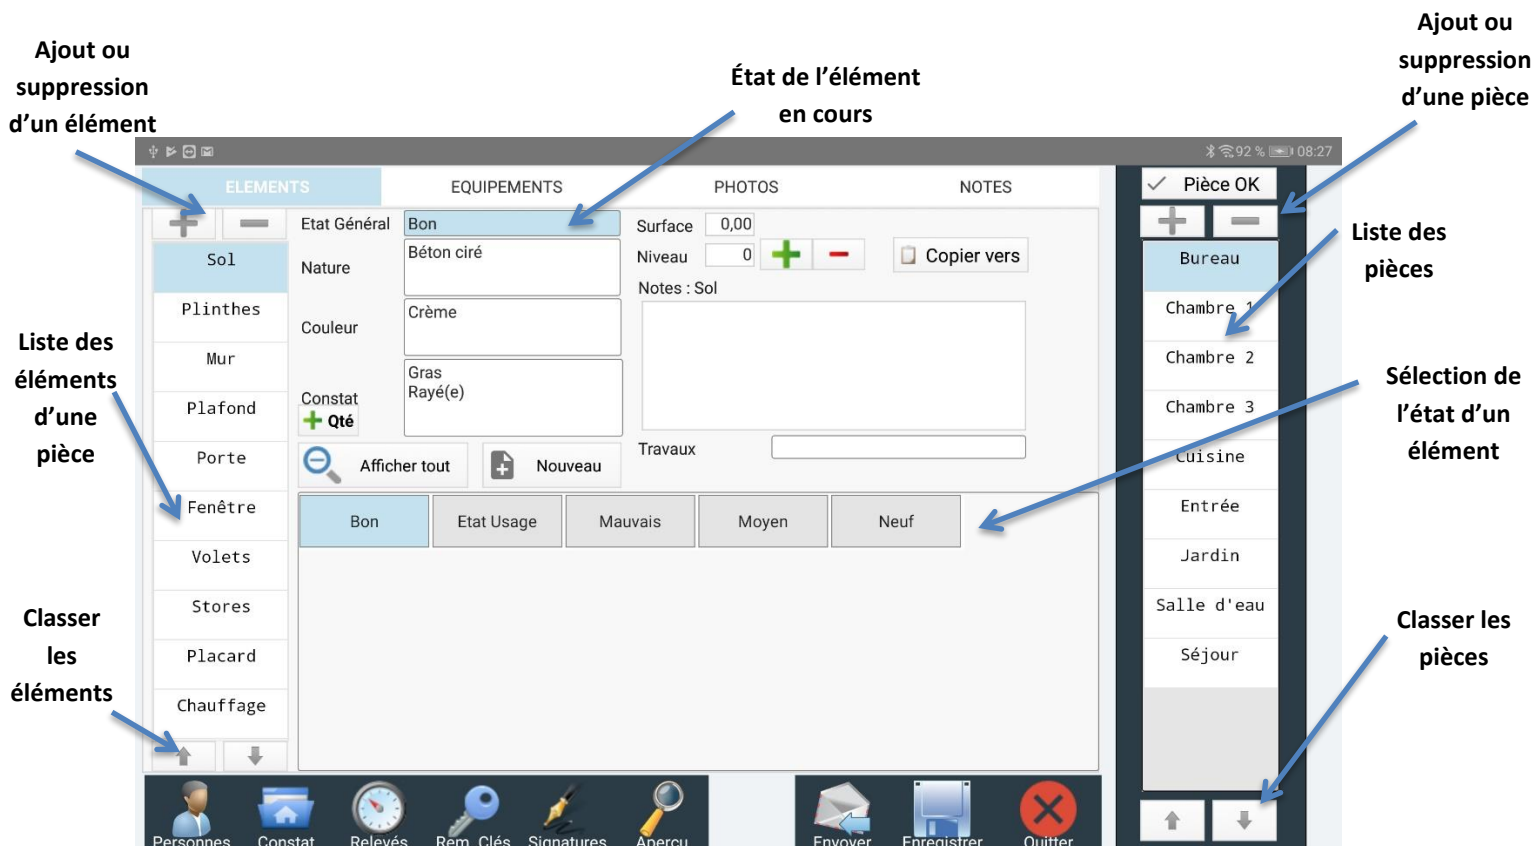 Ajout ou
suppression
d’un élément
État de l’élément
en cours
Ajout ou
suppression
d’une pièce
92 % 08:27
ELEMENTS
EQUIPEMENTS
PHOTOS
NOTES
Pièce OK
Etat Général
Bon
Surface
0,00
Nature
Béton ciré
Niveau
0
Copier vers
Notes : Sol
Couleur
Crème
Constat
Qté
Gras
Rayé(e)
Travaux
Afficher tout
Nouveau
Bon
Etat Usage
Mauvais
Moyen
Neuf
Sol
Plinthes
Mur
Plafond
Porte
Fenêtre
Volets
Stores
Placard
Chauffage
Liste des
éléments
d’une
pièce
Classer
les
éléments
Bureau
Chambre 1
Chambre 2
Chambre 3
Cuisine
Entrée
Jardin
Salle d'eau
Séjour
Liste des
pièces
Sélection de
l’état d’un
élément
Classer les
pièces
Personnes
Constat
Relevés
Rem. Clés
Signatures
Aperçu
Envoyer
Enregistrer
Quitter